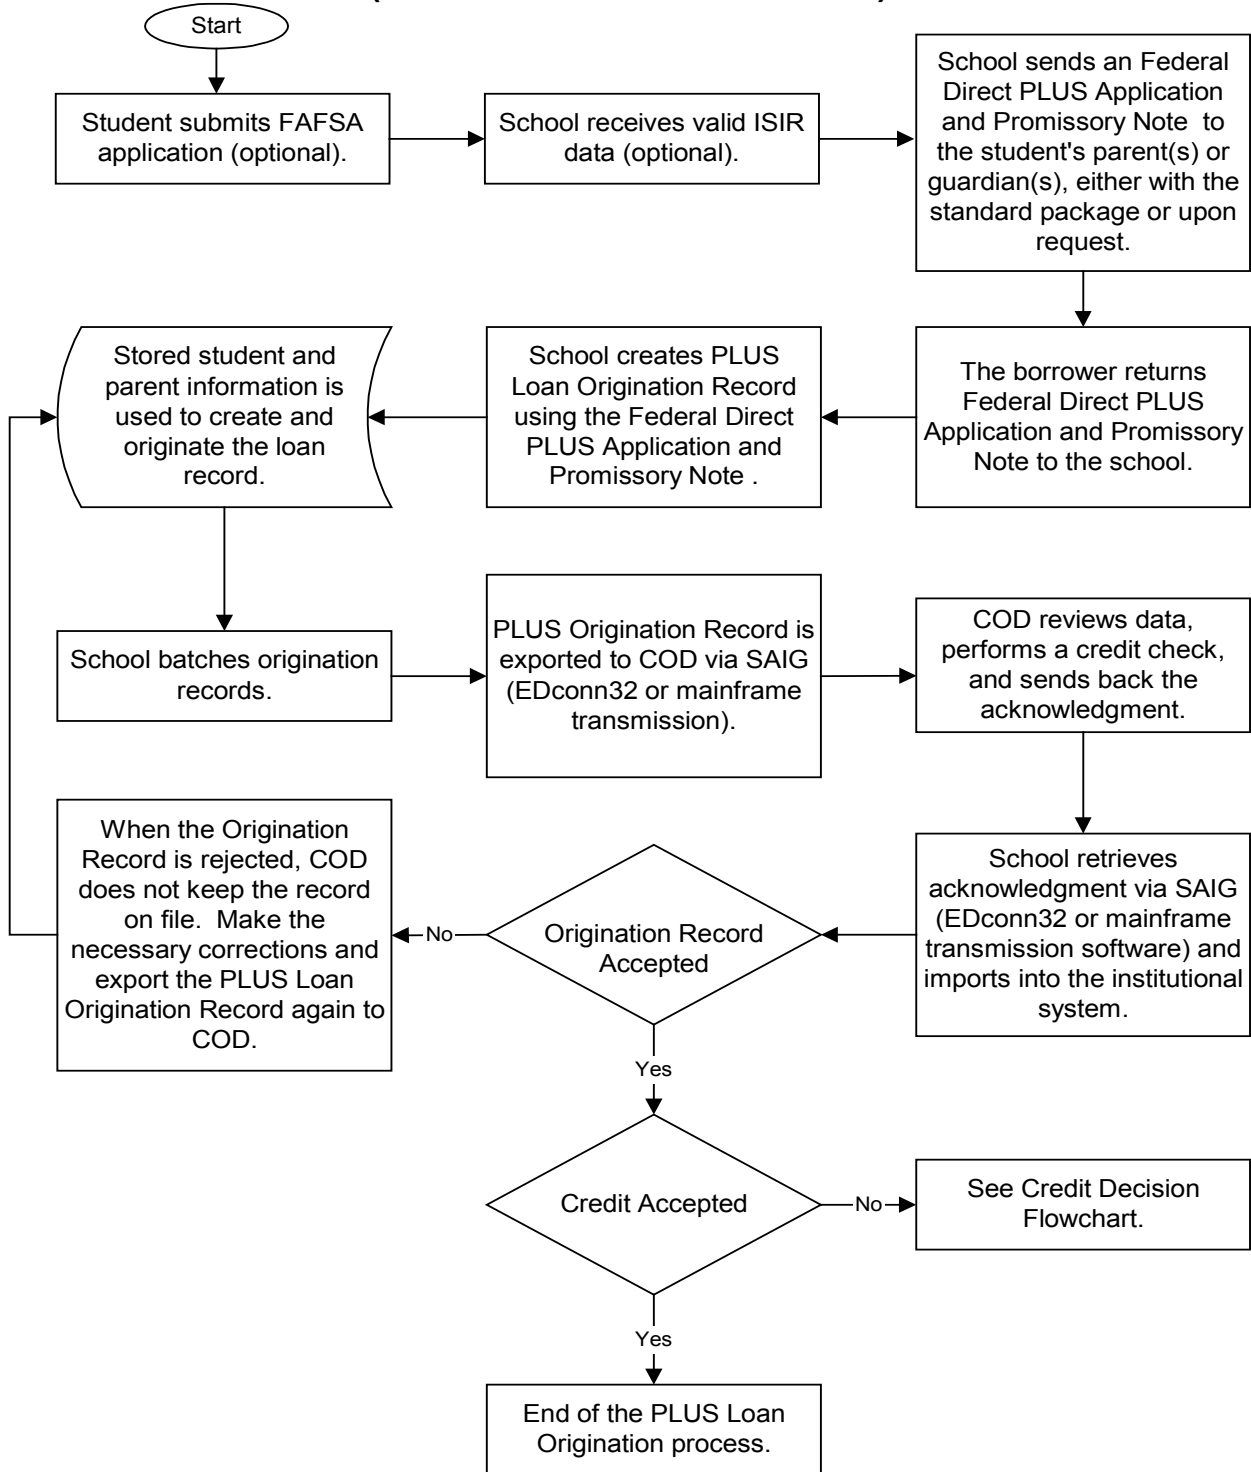 Start
Student submits FAFSA
application (optional).
School receives valid ISIR
data (optional).
School sends an Federal
Direct PLUS Application
and Promissory Note to
the student's parent(s) or
guardian(s), either with the
standard package or upon
request.
Stored student and
parent information is
used to create and
originate the loan
record.
School creates PLUS
Loan Origination Record
using the Federal Direct
PLUS Application and
Promissory Note .
The borrower returns
Federal Direct PLUS
Application and Promissory
Note to the school.
School batches origination
records.
PLUS Origination Record is
exported to COD via SAIG
(EDconn32 or mainframe
transmission).
COD reviews data,
performs a credit check,
and sends back the
acknowledgment.
When the Origination
Record is rejected, COD
does not keep the record
on file. Make the
necessary corrections and
export the PLUS Loan
Origination Record again to
COD.
No
Origination Record
Accepted
School retrieves
acknowledgment via SAIG
(EDconn32 or mainframe
transmission software) and
imports into the institutional
system.
Yes
Credit Accepted
No
See Credit Decision
Flowchart.
Yes
End of the PLUS Loan
Origination process.